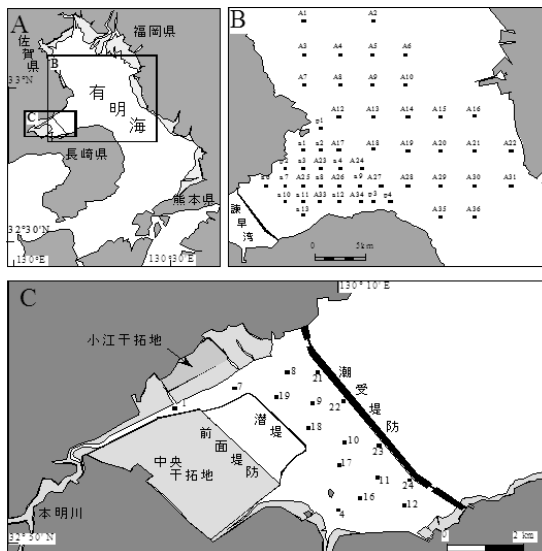 A
福岡県
佐賀県
B
33°N
有明海
C
長崎県
熊本県
32°30'N
130°E
130°30'E
B
A1
A2
A3
A4
A5
A6
A7
A8
A9
A10
A12
A13
A14
A15
A16
A17
A18
A19
A20
A21
A22
A23
A24
A25
A26
A27
A28
A29
A30
A31
A33
A34
A35
A36
諫早湾
0
5km
C
130°10'E
小江干拓地
潮受堤防
潜堤
前面堤防
中央干拓地
本明川
1
7
8
21
19
9
22
18
10
23
17
11
24
16
12
4
32°50'N
0
2 km